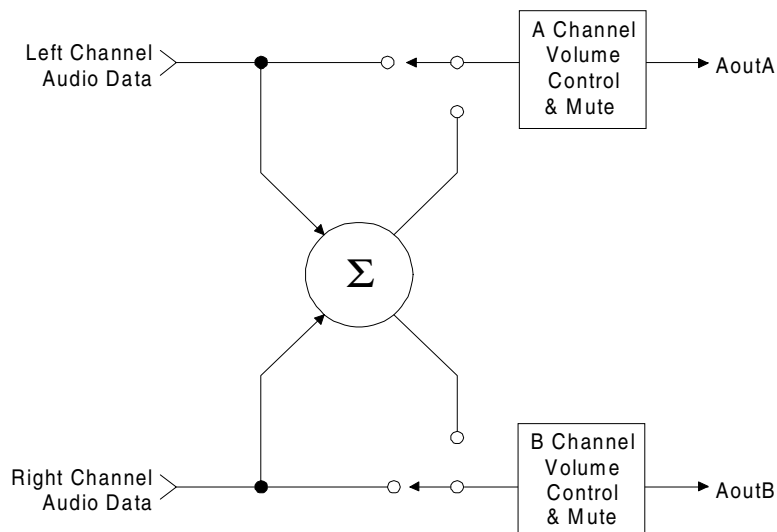 Left Channel
Audio Data
A Channel
Volume
Control
& Mute
AoutA
Σ
Right Channel
Audio Data
B Channel
Volume
Control
& Mute
AoutB